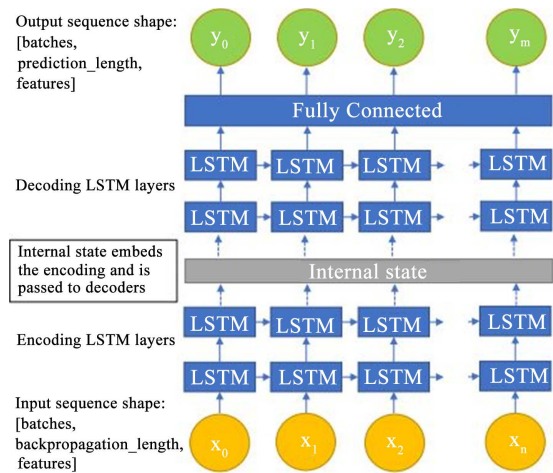 Output sequence shape:
[batches,
prediction_length,
features]
y0 y1 y2 ym
Fully Connected
LSTM LSTM LSTM LSTM
Decoding LSTM layers
LSTM LSTM LSTM LSTM
Internal state embeds
the encoding and is
passed to decoders
Internal state
LSTM LSTM LSTM LSTM
Encoding LSTM layers
LSTM LSTM LSTM LSTM
Input sequence shape:
[batches,
backpropagation_length,
features]
x0 x1 x2 xn